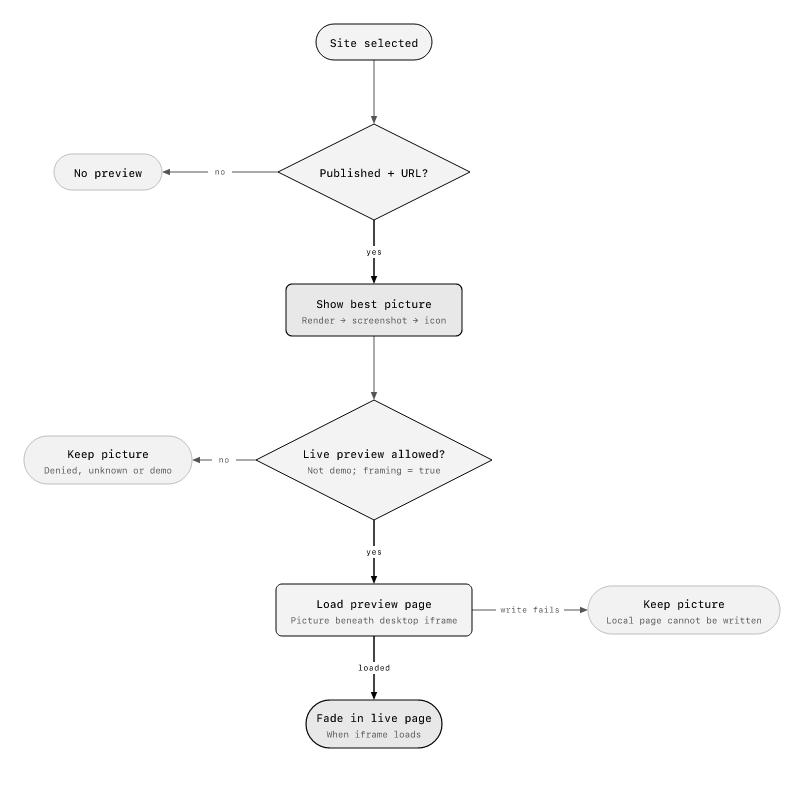 Site selected
Published + URL?
no
No preview
yes
Show best picture
Render → screenshot → icon
Live preview allowed?
Not demo; framing = true
no
Keep picture
Denied, unknown or demo
yes
Load preview page
Picture beneath desktop iframe
write fails
Keep picture
Local page cannot be written
loaded
Fade in live page
When iframe loads